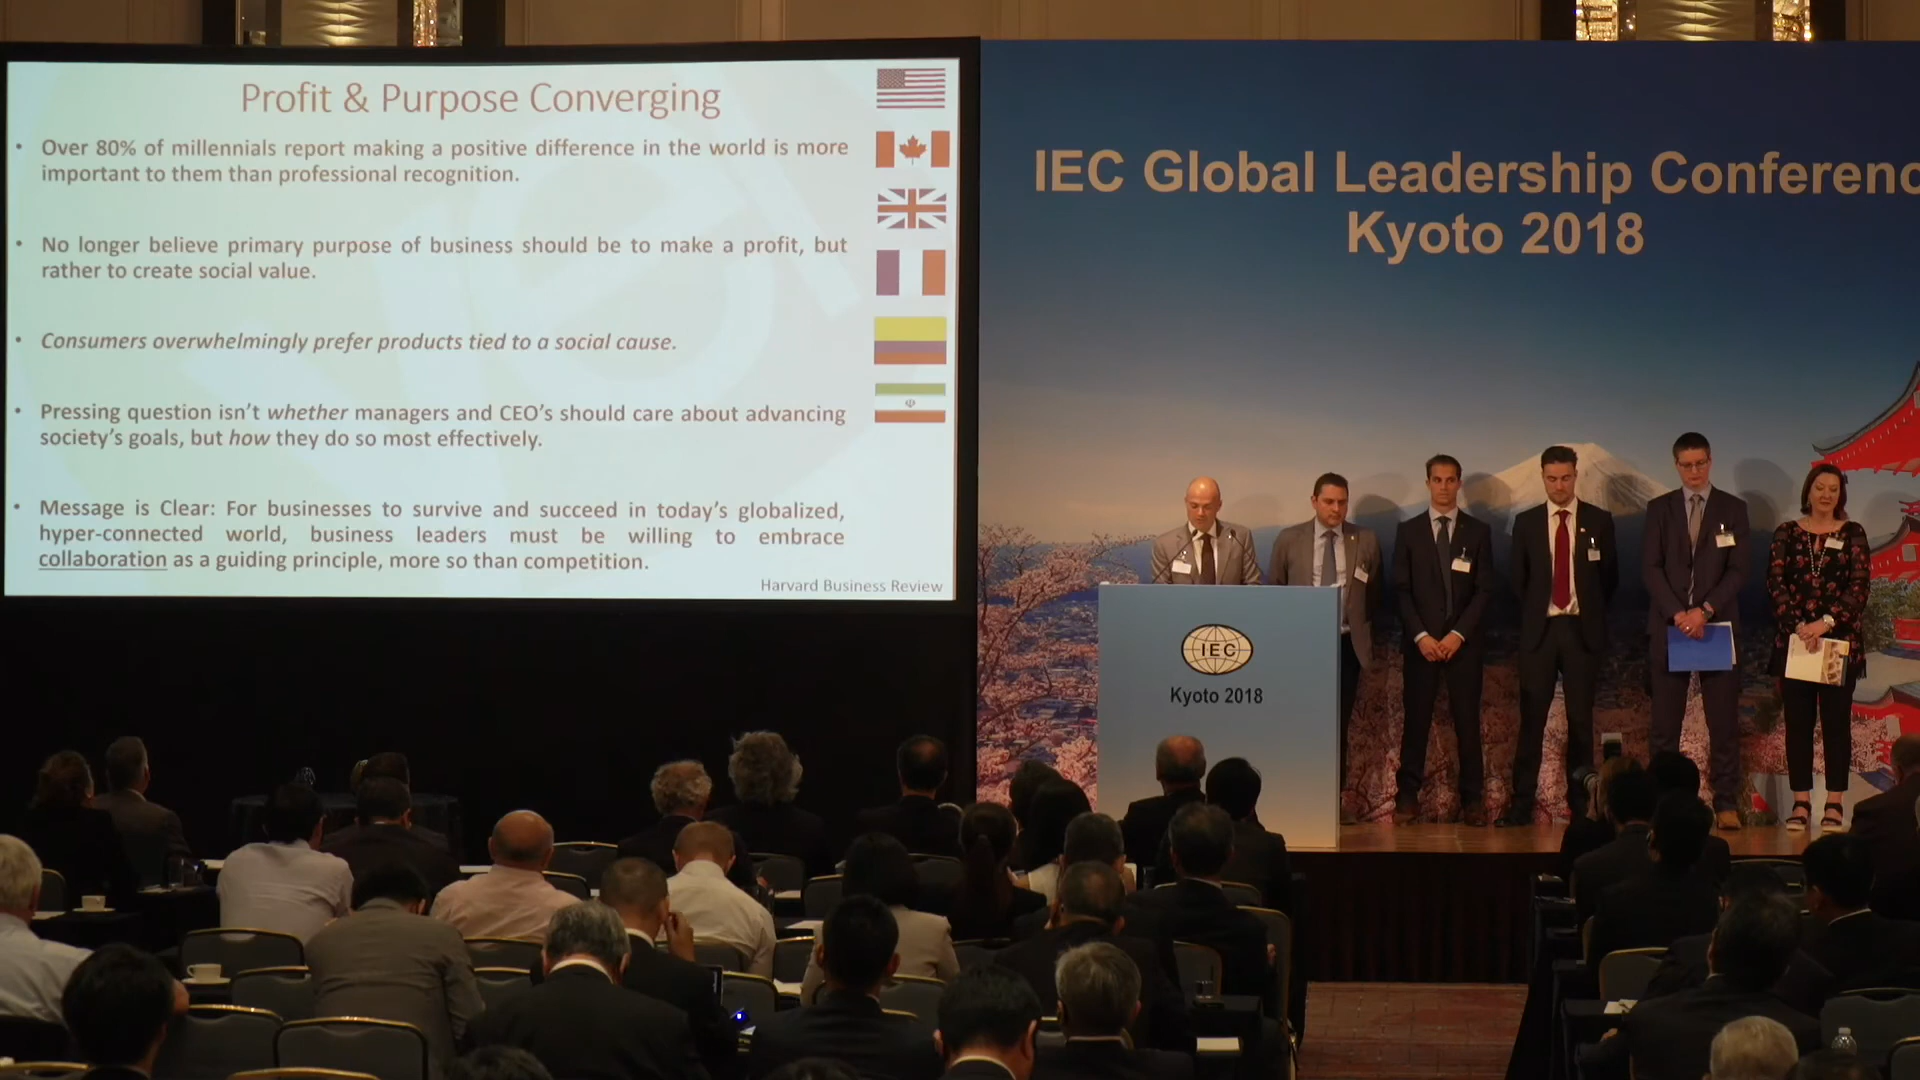 Profit & Purpose Converging
• Over 80% of millennials report making a positive difference in the world is more
important to them than professional recognition.
• No longer believe primary purpose of business should be to make a profit, but
rather to create social value.
• Consumers overwhelmingly prefer products tied to a social cause.
• Pressing question isn't whether managers and CEO's should care about advancing
society's goals, but how they do so most effectively.
• Message is Clear: For businesses to survive and succeed in today's globalized,
hyper-connected world, business leaders must be willing to embrace
collaboration as a guiding principle, more so than competition.
Harvard Business Review
IEC Global Leadership Conferenc
Kyoto 2018
IEC
Kyoto 2018